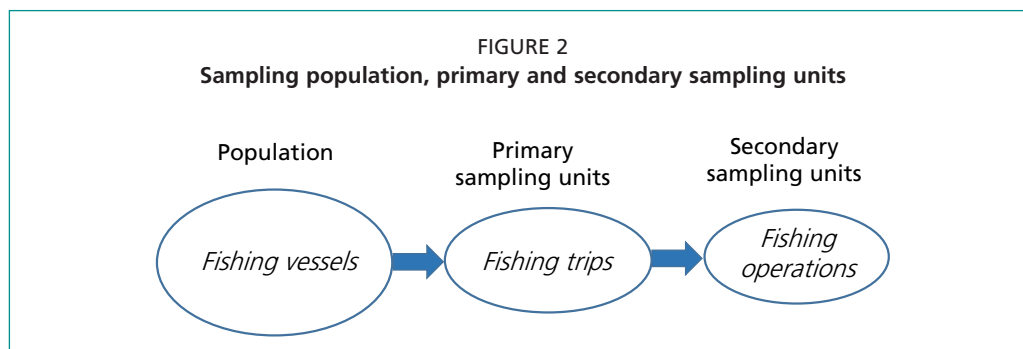 FIGURE 2
Sampling population, primary and secondary sampling units
Population
Primary
sampling units
Secondary
sampling units
Fishing vessels
Fishing trips
Fishing
operations